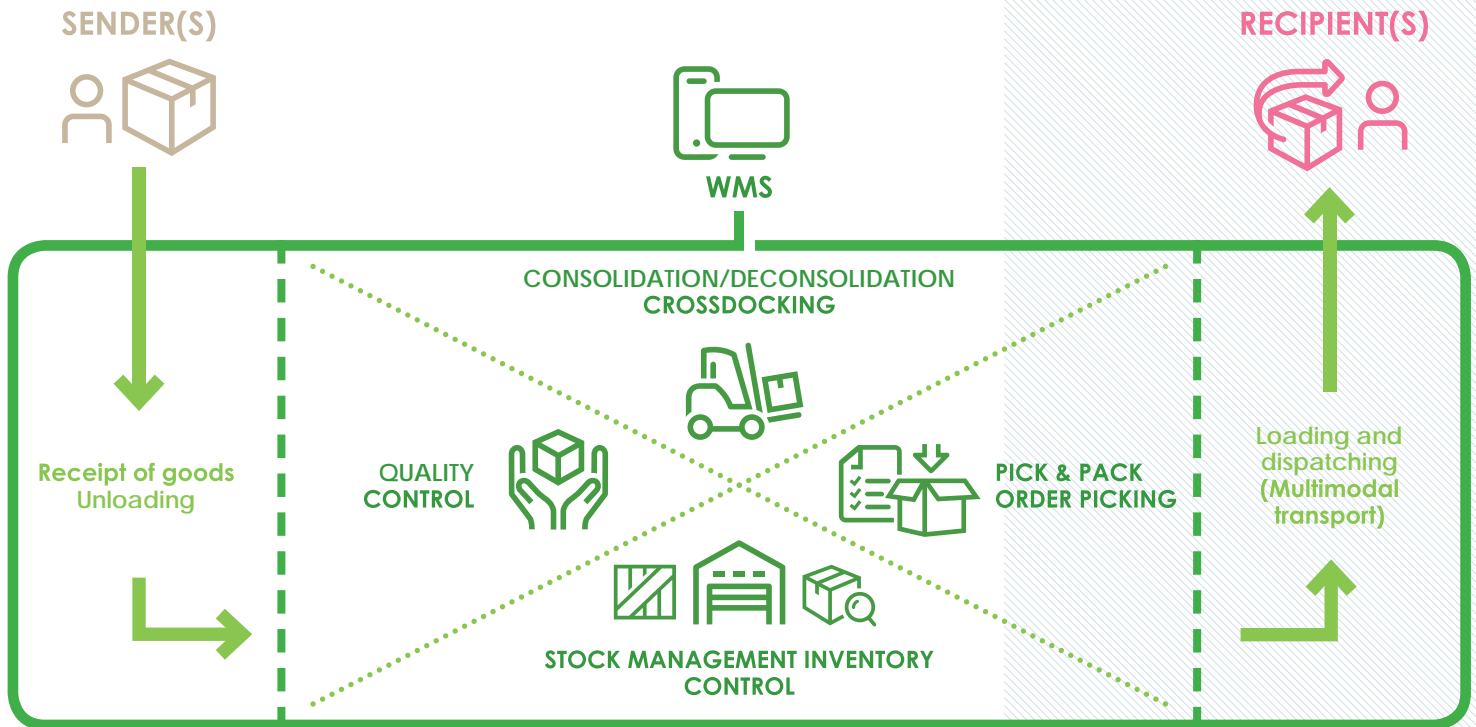 SENDER(S)
RECIPIENT(S)
WMS
CONSOLIDATION/DECONSOLIDATION
CROSSDOCKING
Receipt of goods
Unloading
QUALITY
CONTROL
PICK & PACK
ORDER PICKING
Loading and
dispatching
(Multimodal
transport)
STOCK MANAGEMENT INVENTORY
CONTROL